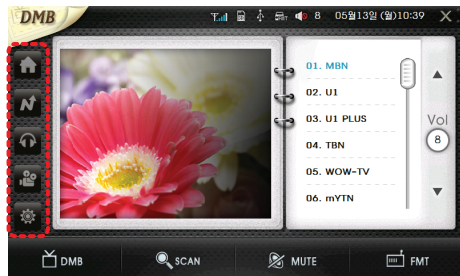 DMB
8 05월13일 (월)10:39 X
01. MBN
02. U1
03. U1 PLUS
04. TBN
05. WOW-TV
06. mYTN
Vol
8
DMB
SCAN
MUTE
FMT